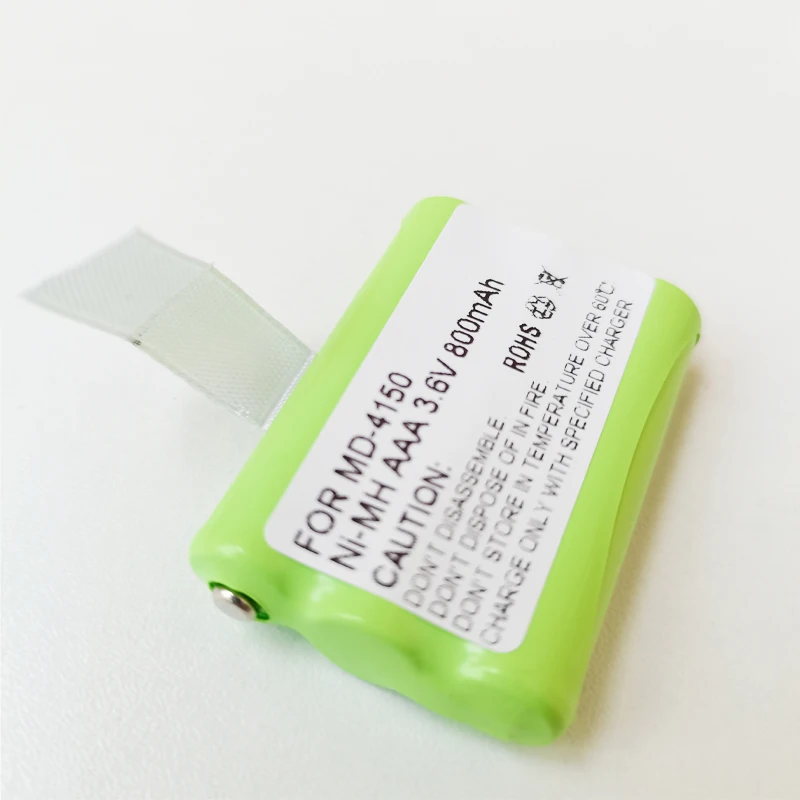 FOR MD-4150
Ni-MH AAA 3.6V 800mAh
CAUTION:
ROHS
DON'T DISASSEMBLE
DON'T DISPOSE OF IN FIRE
DON'T STORE IN TEMPERATURE OVER 60℃
CHARGE ONLY WITH SPECIFIED CHARGER